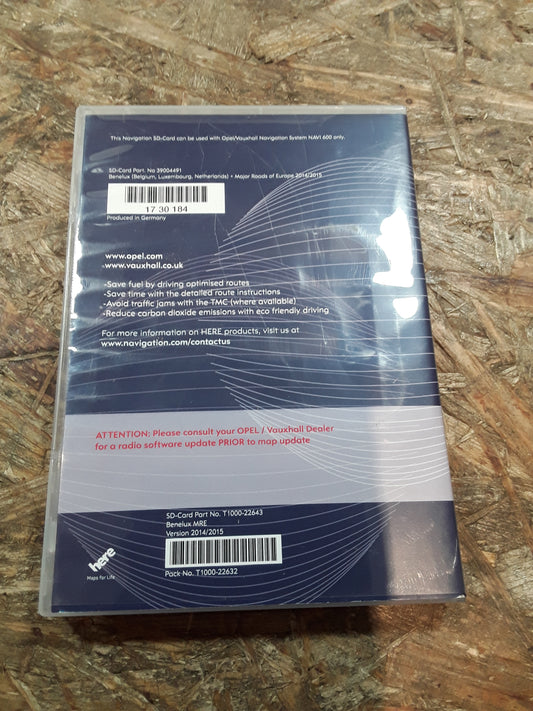 This Navigation SD-Card can be used with Opel/Vauxhall Navigation System NAVI 600 only.
SD-Card Part. No 39004491
Benelux (Belgium, Luxembourg, Netherlands) • Major Roads of Europe 2014/2015
17 30 184
Produced in Germany
www.opel.com
www.vauxhall.co.uk
-Save fuel by driving optimised routes
-Save time with the detailed route instructions
-Avoid traffic jams with the TMC (where available)
-Reduce carbon dioxide emissions with eco friendly driving
For more information on HERE products, visit us at
www.navigation.com/contactus
ATTENTION: Please consult your OPEL / Vauxhall Dealer
for a radio software update PRIOR to map update
SD-Card Part No. T1000-22643
Benelux MRE
Version 2014/2015
Pack No. T1000-22632
here
Maps for Life